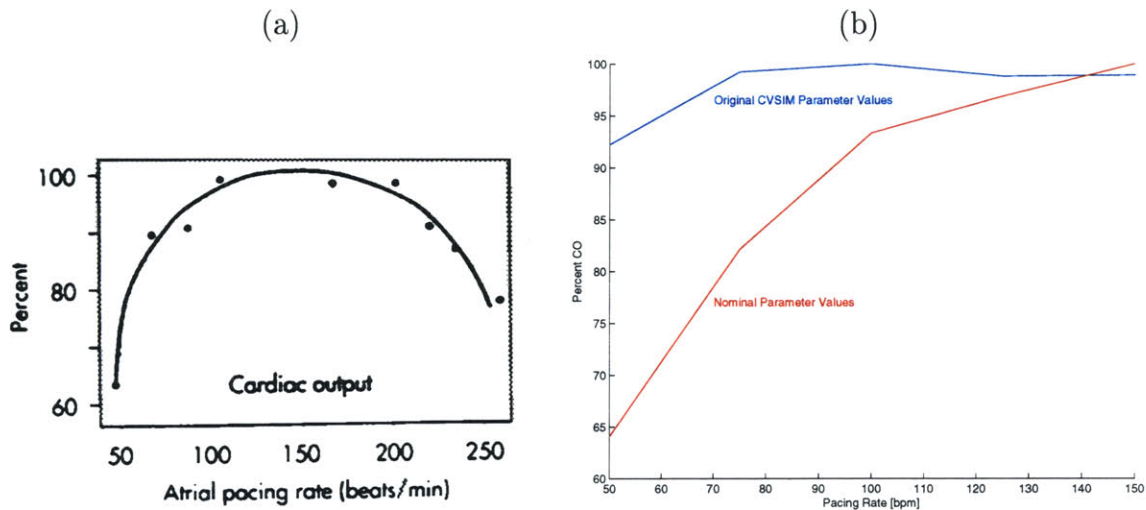 (a)
100
80
60
Percent
Cardiac output
50 100 150 200 250
Atrial pacing rate (beats/min)
(b)
100
95
90
85
80
75
70
65
60
Percent CO
Original CVSIM Parameter Values
Nominal Parameter Values
50 60 70 80 90 100 110 120 130 140 150
Pacing Rate [bpm]